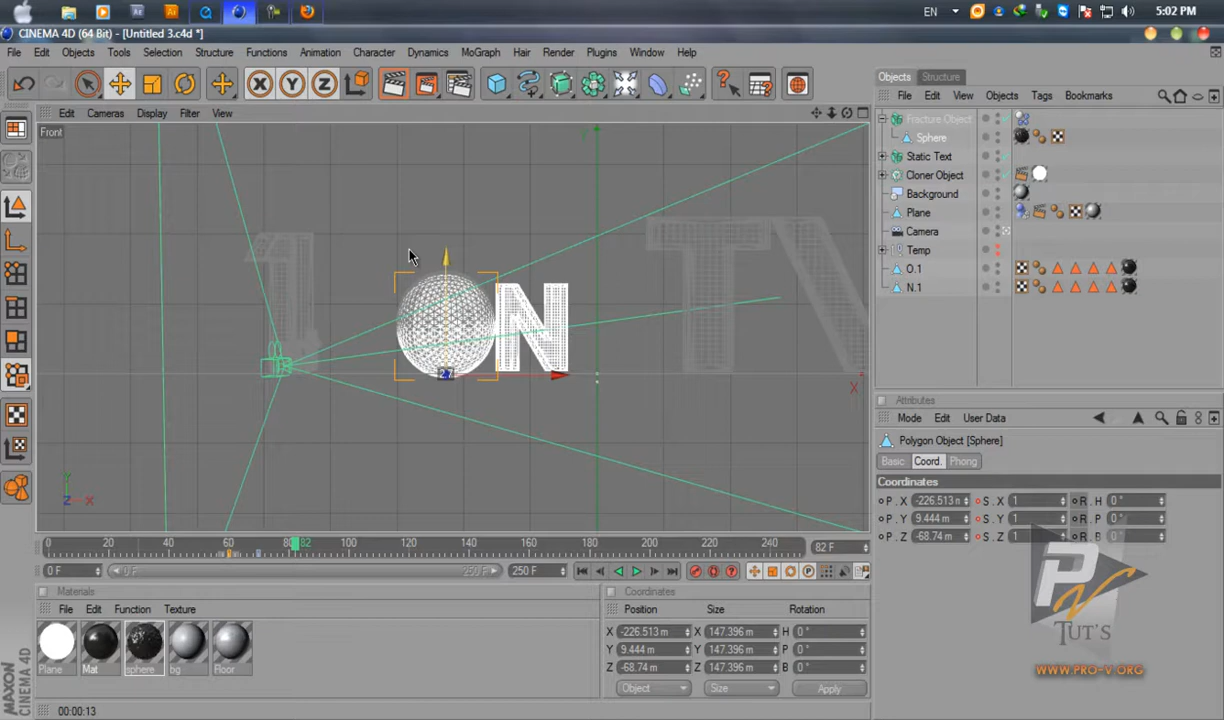 EN
5:02 PM
CINEMA 4D (64 Bit) - [Untitled 3.c4d *]
File Edit Objects Tools Selection Structure Functions Animation Character Dynamics MoGraph Hair Render Plugins Window Help
X Y Z
Objects Structure
Edit Cameras Display Filter View
File Edit View Objects Tags Bookmarks
Front
Fracture Object
Sphere
Static Text
Cloner Object
Background
Plane
Camera
Temp
O.1
N.1
1 O N TV
X
Y
Z X
Attributes
Mode Edit User Data
Polygon Object [Sphere]
Basic Coord. Phong
Coordinates
P . X -226.513 n S . X 1 R . H 0 °
P . Y 9.444 m S . Y 1 R . P 0 °
P . Z -68.74 m S . Z 1 R . B 0 °
0 20 40 60 80 82 100 120 140 160 180 200 220 240
82 F
0 F 0 F 250 F 250 F
Materials
File Edit Function Texture
Plane Mat sphere bg Floor
Coordinates
Position Size Rotation
X -226.513 m X 147.396 m H 0 °
Y 9.444 m Y 147.396 m P 0 °
Z -68.74 m Z 147.396 m B 0 °
Object Size Apply
MAXON
CINEMA 4D
00:00:13
PV
TUT'S
WWW.PRO-V.ORG